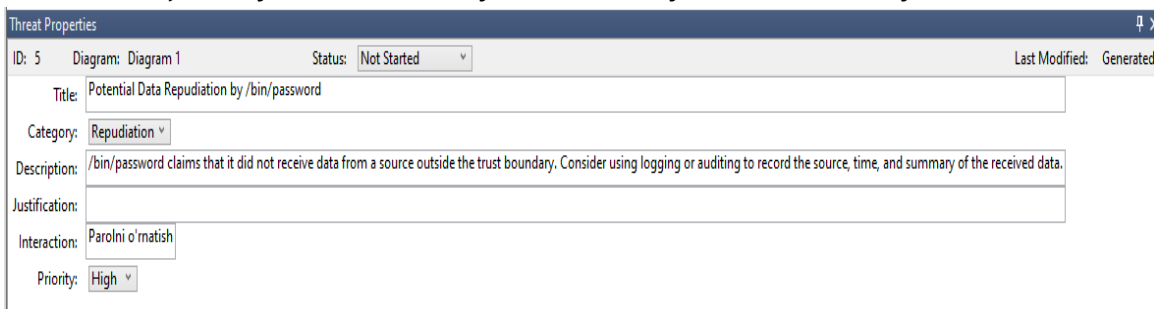 Threat Properties
ID: 5 Diagram: Diagram 1 Status: Not Started Last Modified: Generated
Title: Potential Data Repudiation by /bin/password
Category: Repudiation
Description: /bin/password claims that it did not receive data from a source outside the trust boundary. Consider using logging or auditing to record the source, time, and summary of the received data.
Justification:
Interaction: Parolni o'rnatish
Priority: High